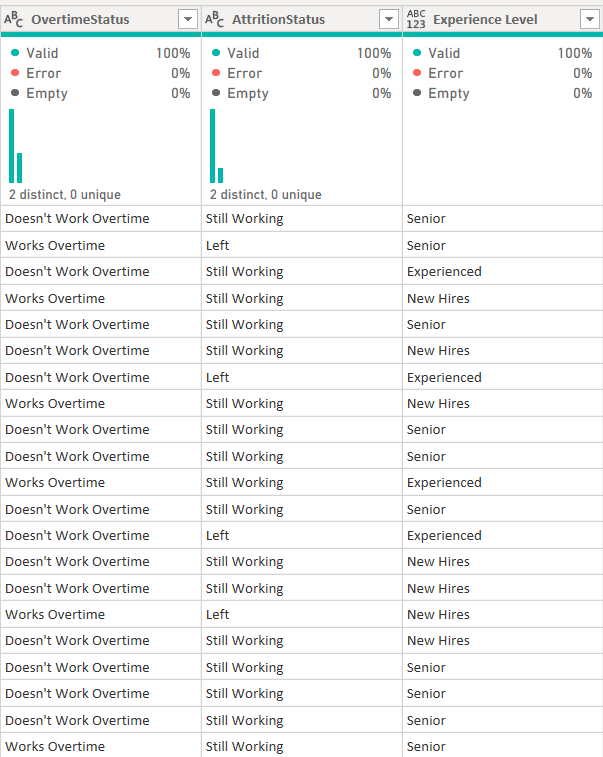 ABC OvertimeStatus ABC AttritionStatus ABC 123 Experience Level
Valid 100% Valid 100% Valid 100%
Error 0% Error 0% Error 0%
Empty 0% Empty 0% Empty 0%
2 distinct, 0 unique 2 distinct, 0 unique
Doesn't Work Overtime Still Working Senior
Works Overtime Left Senior
Doesn't Work Overtime Still Working Experienced
Works Overtime Still Working New Hires
Doesn't Work Overtime Still Working Senior
Doesn't Work Overtime Still Working New Hires
Doesn't Work Overtime Left Experienced
Works Overtime Still Working New Hires
Doesn't Work Overtime Still Working Senior
Doesn't Work Overtime Still Working Senior
Works Overtime Still Working Experienced
Doesn't Work Overtime Still Working Senior
Doesn't Work Overtime Left Experienced
Doesn't Work Overtime Still Working New Hires
Doesn't Work Overtime Still Working New Hires
Works Overtime Left New Hires
Doesn't Work Overtime Still Working New Hires
Doesn't Work Overtime Still Working Senior
Doesn't Work Overtime Still Working Senior
Doesn't Work Overtime Still Working Senior
Works Overtime Still Working Senior